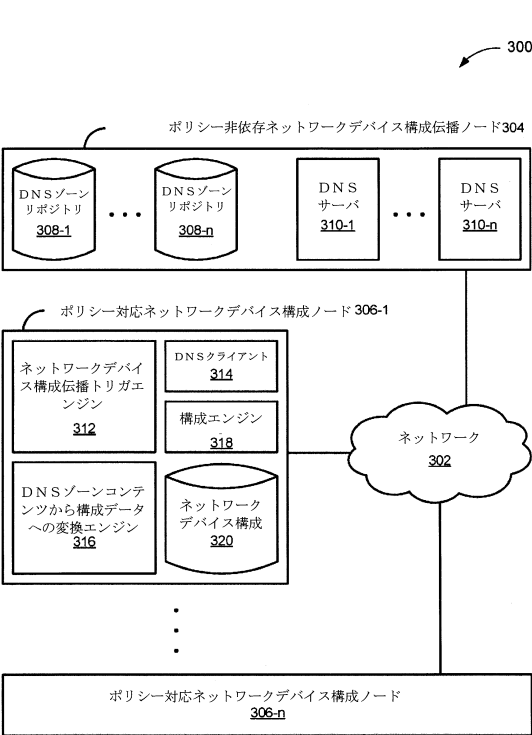 300
ポリシー非依存ネットワークデバイス構成伝播ノード304
DNSゾーン
リポジトリ
308-1
DNSゾーン
リポジトリ
308-n
DNS
サーバ
310-1
DNS
サーバ
310-n
ポリシー対応ネットワークデバイス構成ノード306-1
ネットワークデバイ
ス構成伝播トリガエ
ンジン
312
DNSクライアント
314
構成エンジン
318
DNSゾーンコンテ
ンツから構成データ
への変換エンジン
316
ネットワーク
デバイス構成
320
ネットワーク
302
ポリシー対応ネットワークデバイス構成ノード
306-n